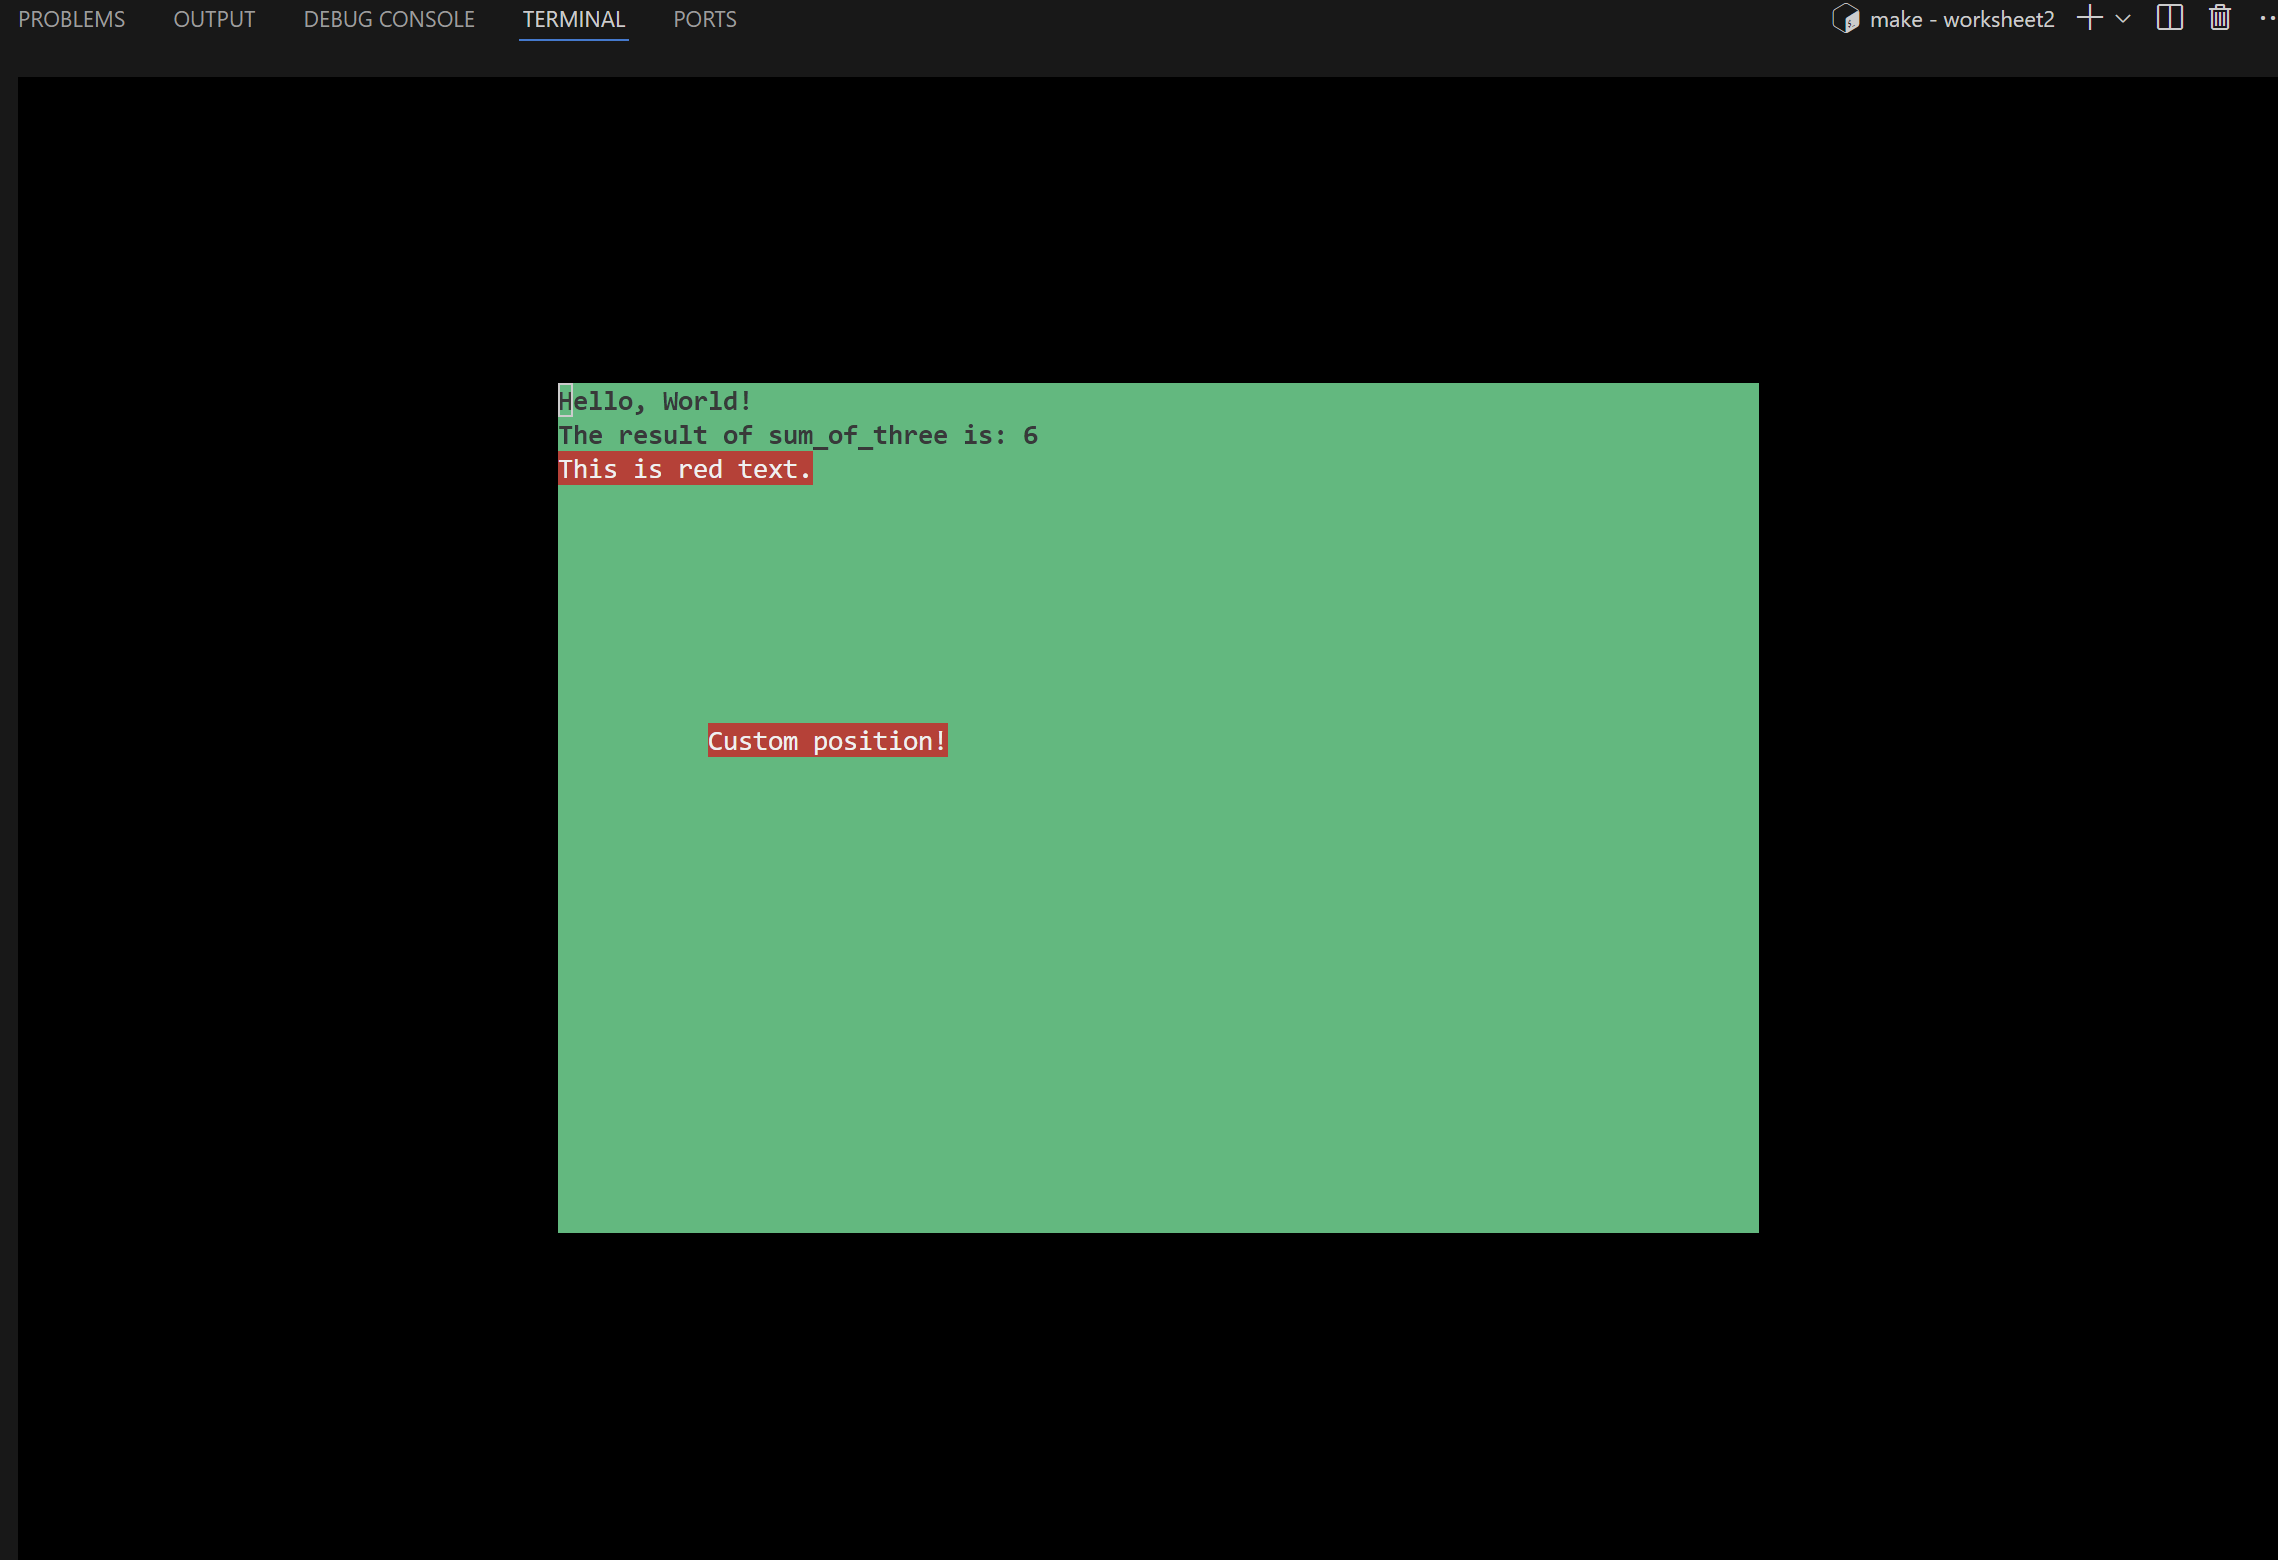 PROBLEMS OUTPUT DEBUG CONSOLE TERMINAL PORTS make - worksheet2
Hello, World!
The result of sum_of_three is: 6
This is red text.
Custom position!